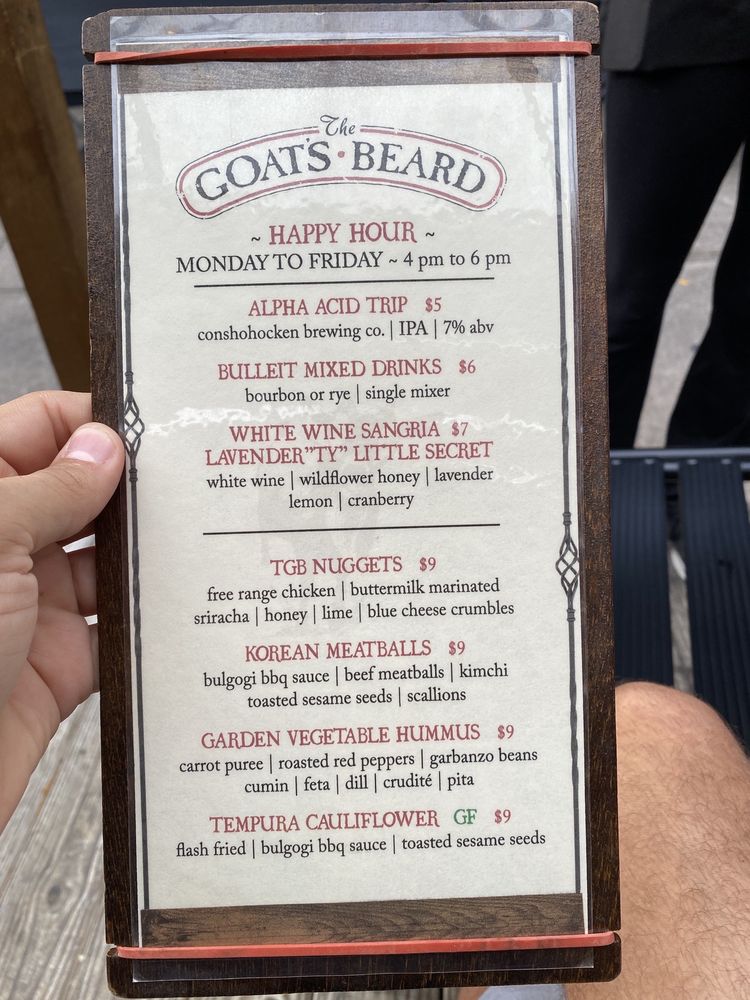 The
GOAT'S · BEARD
~ HAPPY HOUR ~
MONDAY TO FRIDAY ~ 4 pm to 6 pm
ALPHA ACID TRIP $5
conshohocken brewing co. | IPA | 7% abv
BULLEIT MIXED DRINKS $6
bourbon or rye | single mixer
WHITE WINE SANGRIA $7
LAVENDER"TY" LITTLE SECRET
white wine | wildflower honey | lavender
lemon | cranberry
TGB NUGGETS $9
free range chicken | buttermilk marinated
sriracha | honey | lime | blue cheese crumbles
KOREAN MEATBALLS $9
bulgogi bbq sauce | beef meatballs | kimchi
toasted sesame seeds | scallions
GARDEN VEGETABLE HUMMUS $9
carrot puree | roasted red peppers | garbanzo beans
cumin | feta | dill | crudité | pita
TEMPURA CAULIFLOWER GF $9
flash fried | bulgogi bbq sauce | toasted sesame seeds